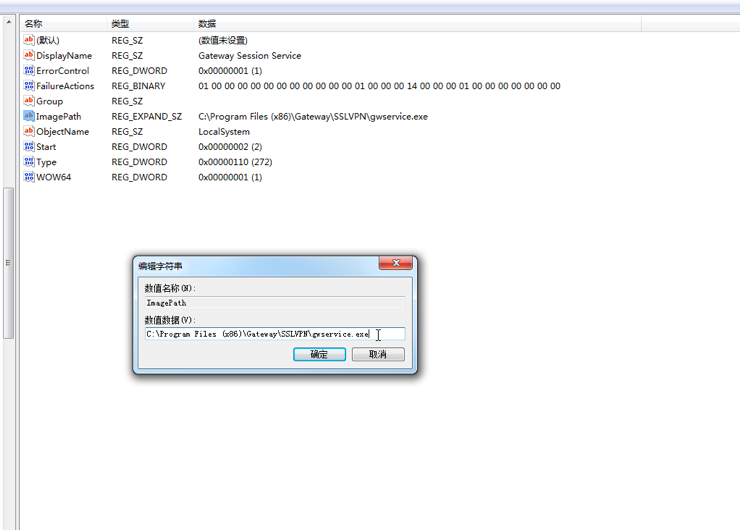 名称 类型 数据
(默认) REG_SZ (数值未设置)
DisplayName REG_SZ Gateway Session Service
ErrorControl REG_DWORD 0x00000001 (1)
FailureActions REG_BINARY 01 00 00 00 00 00 00 00 00 00 00 00 01 00 00 00 14 00 00 00 01 00 00 00 00 00 00 00
Group REG_SZ
ImagePath REG_EXPAND_SZ C:\Program Files (x86)\Gateway\SSLVPN\gwservice.exe
ObjectName REG_SZ LocalSystem
Start REG_DWORD 0x00000002 (2)
Type REG_DWORD 0x00000110 (272)
WOW64 REG_DWORD 0x00000001 (1)
编辑字符串
数值名称(N):
ImagePath
数值数据(V):
C:\Program Files (x86)\Gateway\SSLVPN\gwservice.exe
确定 取消